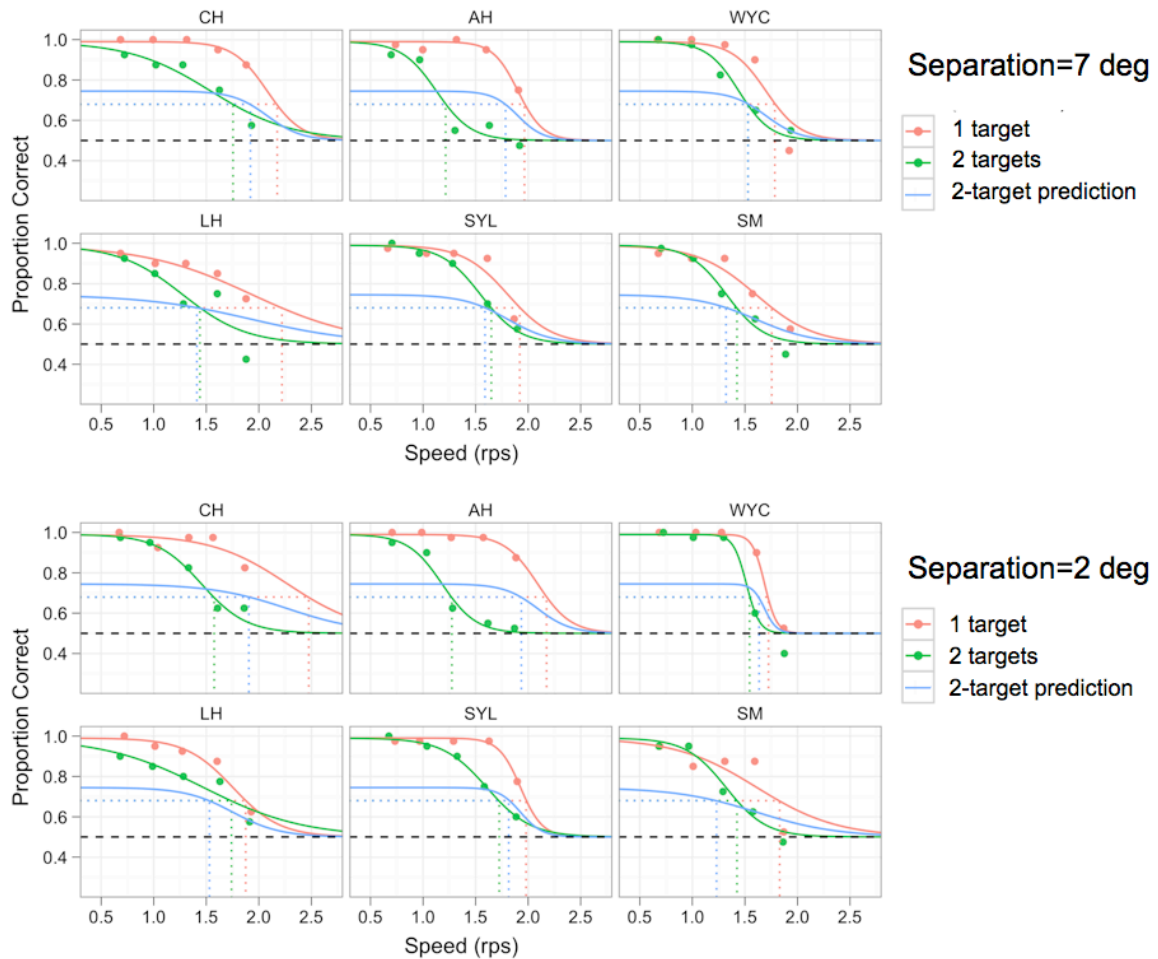 CH AH WYC
1.0
0.8
0.6
0.4
LH SYL SM
1.0
0.8
0.6
0.4
0.5 1.0 1.5 2.0 2.5 0.5 1.0 1.5 2.0 2.5 0.5 1.0 1.5 2.0 2.5
Speed (rps)
Proportion Correct
Separation=7 deg
1 target
2 targets
2-target prediction
CH AH WYC
1.0
0.8
0.6
0.4
LH SYL SM
1.0
0.8
0.6
0.4
0.5 1.0 1.5 2.0 2.5 0.5 1.0 1.5 2.0 2.5 0.5 1.0 1.5 2.0 2.5
Speed (rps)
Proportion Correct
Separation=2 deg
1 target
2 targets
2-target prediction